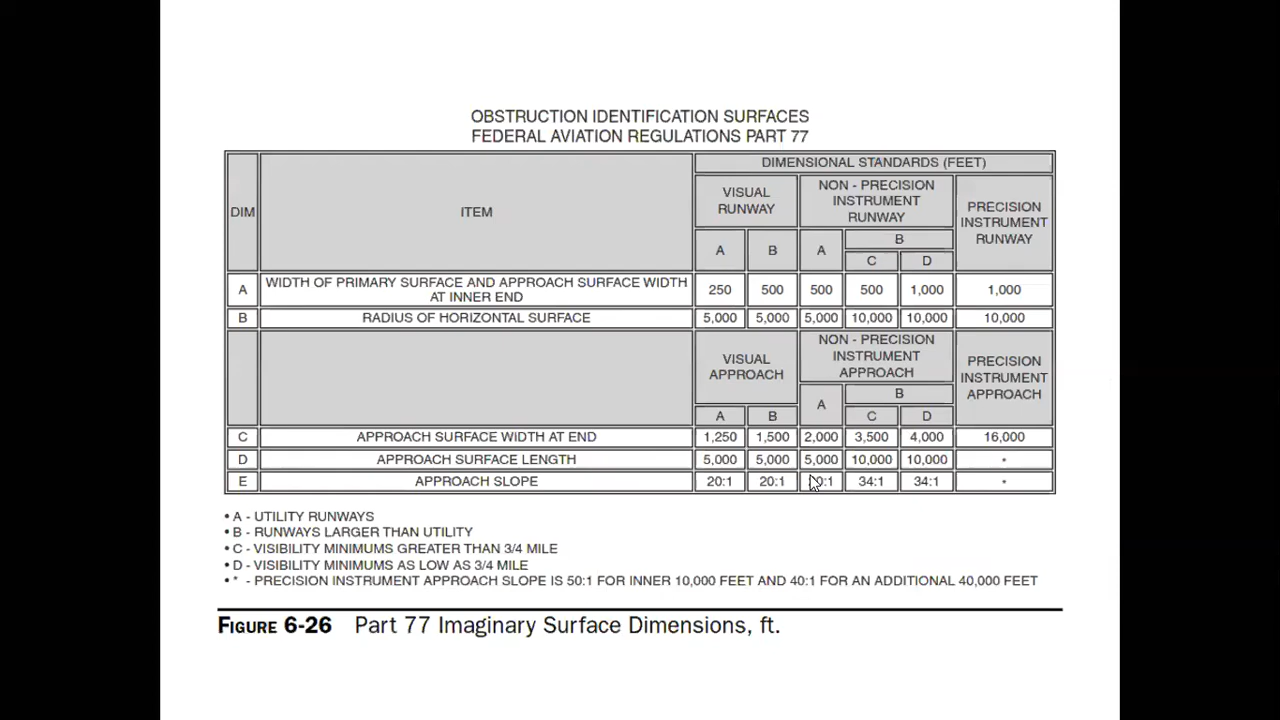 OBSTRUCTION IDENTIFICATION SURFACES
FEDERAL AVIATION REGULATIONS PART 77
DIM ITEM DIMENSIONAL STANDARDS (FEET)
VISUAL RUNWAY NON - PRECISION INSTRUMENT RUNWAY PRECISION INSTRUMENT RUNWAY
A B A B
C D
A WIDTH OF PRIMARY SURFACE AND APPROACH SURFACE WIDTH AT INNER END 250 500 500 500 1,000 1,000
B RADIUS OF HORIZONTAL SURFACE 5,000 5,000 5,000 10,000 10,000 10,000
VISUAL APPROACH NON - PRECISION INSTRUMENT APPROACH PRECISION INSTRUMENT APPROACH
A B
A B C D
C APPROACH SURFACE WIDTH AT END 1,250 1,500 2,000 3,500 4,000 16,000
D APPROACH SURFACE LENGTH 5,000 5,000 5,000 10,000 10,000 *
E APPROACH SLOPE 20:1 20:1 34:1 34:1 *
• A - UTILITY RUNWAYS
• B - RUNWAYS LARGER THAN UTILITY
• C - VISIBILITY MINIMUMS GREATER THAN 3/4 MILE
• D - VISIBILITY MINIMUMS AS LOW AS 3/4 MILE
• * - PRECISION INSTRUMENT APPROACH SLOPE IS 50:1 FOR INNER 10,000 FEET AND 40:1 FOR AN ADDITIONAL 40,000 FEET
FIGURE 6-26 Part 77 Imaginary Surface Dimensions, ft.